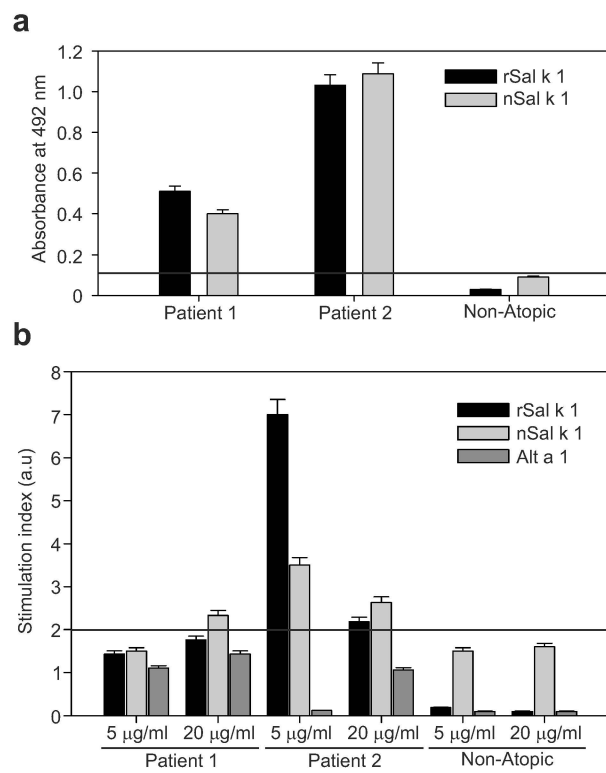 a
Absorbance at 492 nm
1.2
1.0
0.8
0.6
0.4
0.2
0
rSal k 1
nSal k 1
Patient 1 Patient 2 Non-Atopic
b
Stimulation index (a.u)
8
7
6
5
4
3
2
1
0
rSal k 1
nSal k 1
Alt a 1
5 μg/ml 20 μg/ml 5 μg/ml 20 μg/ml 5 μg/ml 20 μg/ml
Patient 1 Patient 2 Non-Atopic